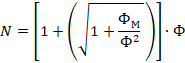 N = [1 + (√(1 + Φ_M / Φ²))] · Φ